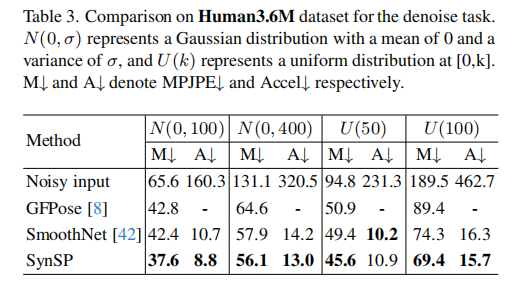 Table 3. Comparison on Human3.6M dataset for the denoise task.
N(0, σ) represents a Gaussian distribution with a mean of 0 and a
variance of σ, and U(k) represents a uniform distribution at [0,k].
M↓ and A↓ denote MPJPE↓ and Accel↓ respectively.
Method N(0, 100) N(0, 400) U(50) U(100)
M↓ A↓ M↓ A↓ M↓ A↓ M↓ A↓
Noisy input 65.6 160.3 131.1 320.5 94.8 231.3 189.5 462.7
GFPose [8] 42.8 - 64.6 - 50.9 - 89.4 -
SmoothNet [42] 42.4 10.7 57.9 14.2 49.4 10.2 74.3 16.3
SynSP 37.6 8.8 56.1 13.0 45.6 10.9 69.4 15.7